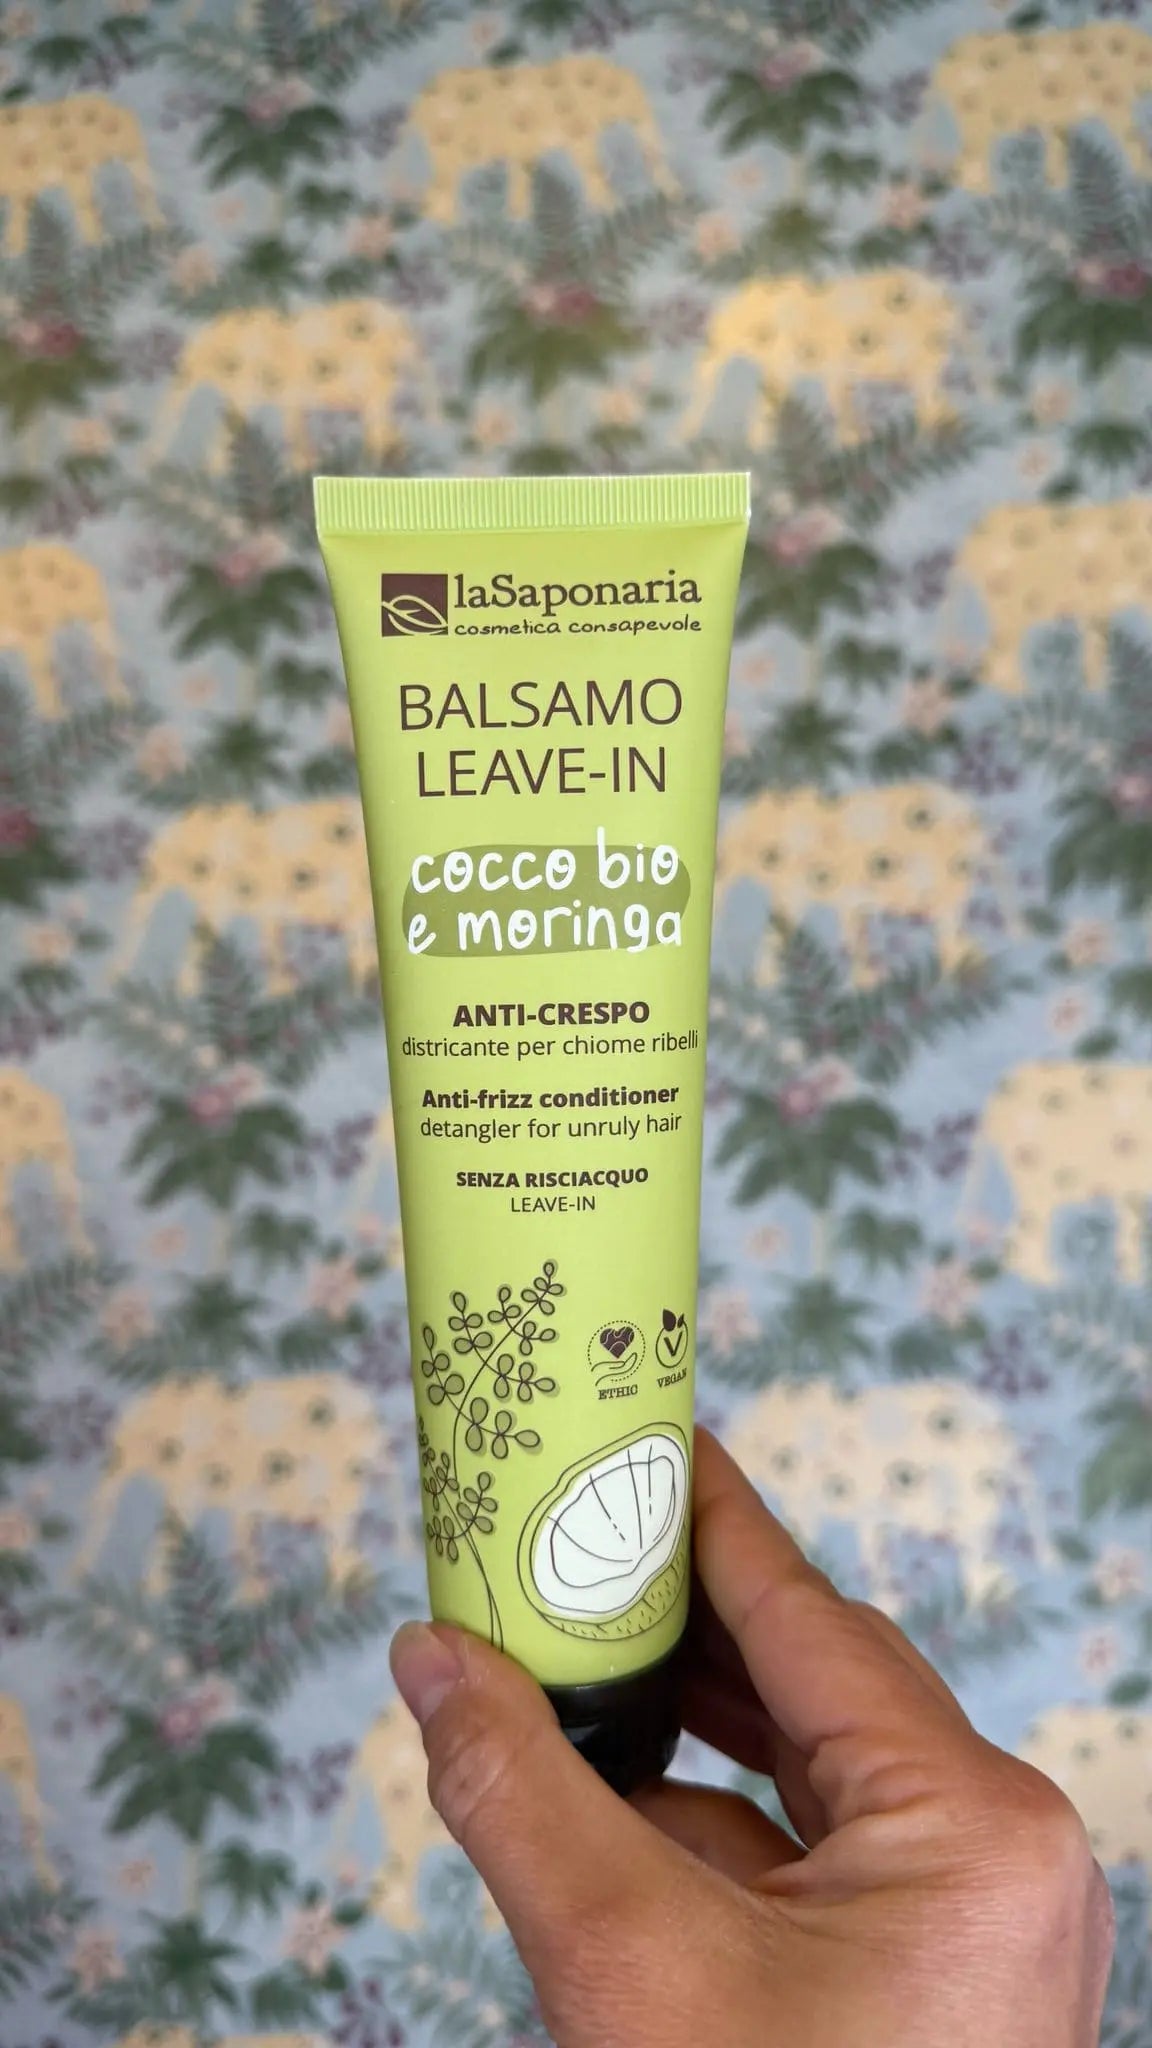 laSaponaria
cosmetica consapevole
BALSAMO
LEAVE-IN
cocco bio
e moringa
ANTI-CRESPO
districante per chiome ribelli
Anti-frizz conditioner
detangler for unruly hair
SENZA RISCIACQUO
LEAVE-IN
V
ETHIC VEGAN